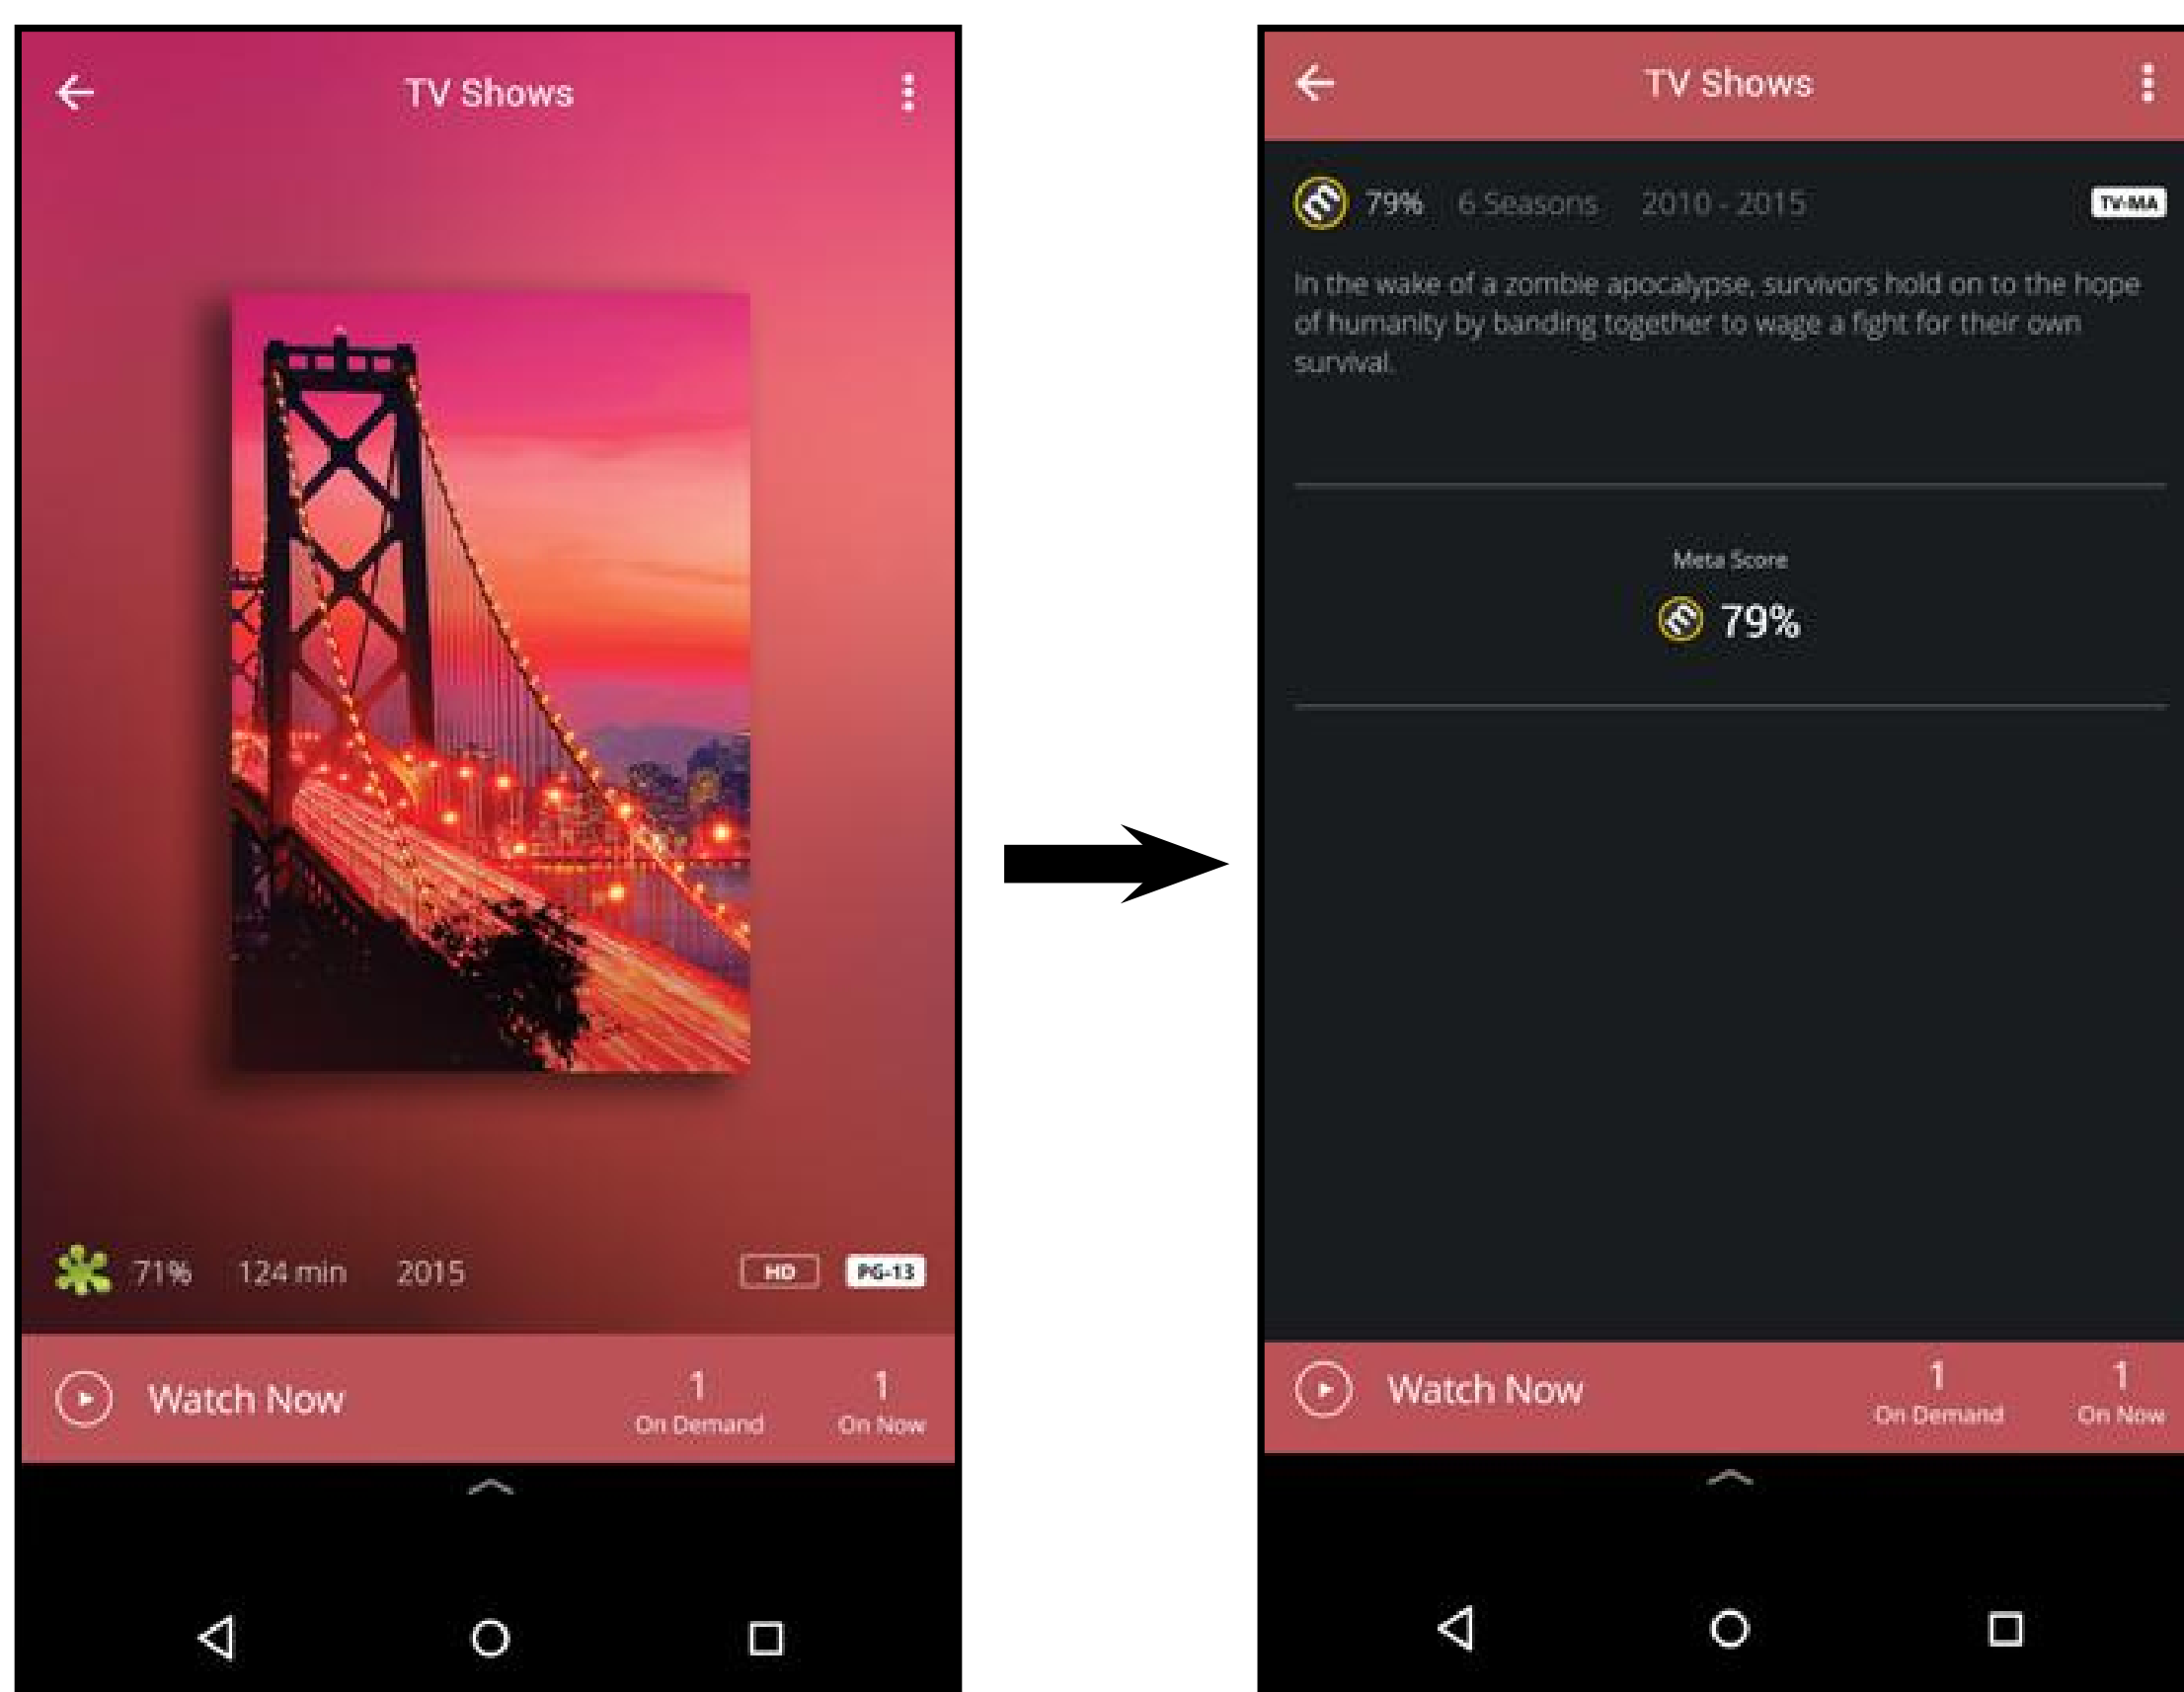 TV Shows
71% 124 min 2015 HD PG-13
Watch Now
1 On Demand
1 On Now
TV Shows
79% 6 Seasons 2010 - 2015 TV-MA
In the wake of a zombie apocalypse, survivors hold on to the hope
of humanity by banding together to wage a fight for their own
survival.
Meta Score
m 79%
Watch Now
1 On Demand
1 On Now